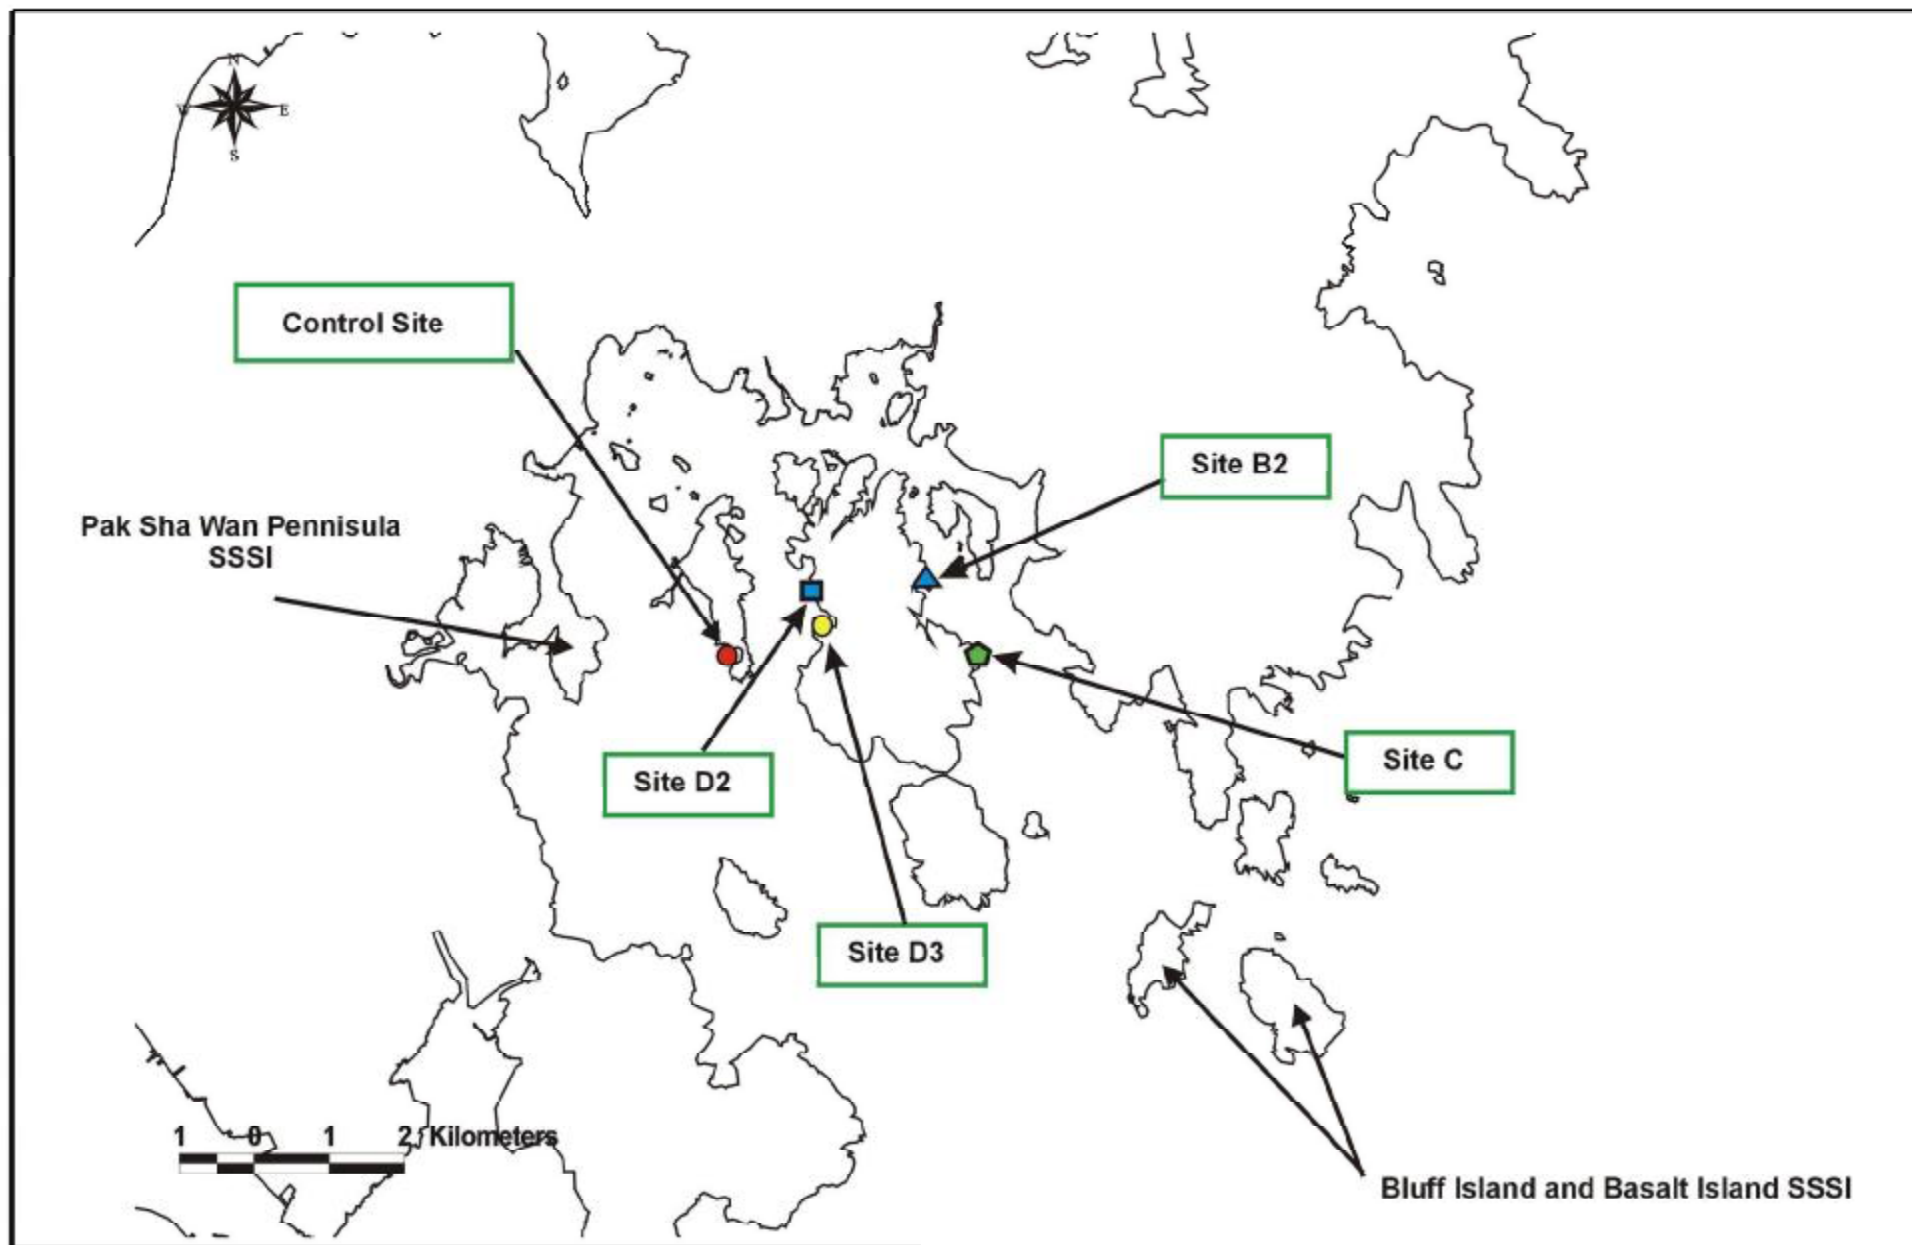 N
E
S
Control Site
Site B2
Pak Sha Wan Pennisula
SSSI
Site C
Site D2
Site D3
1 0 1 2 Kilometers
Bluff Island and Basalt Island SSSI